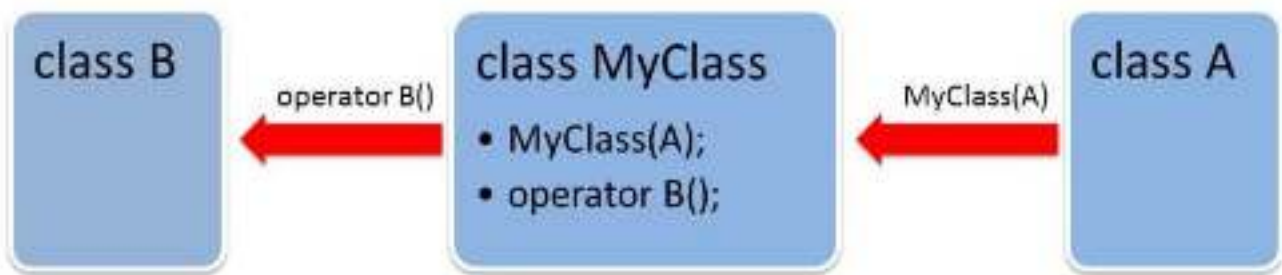 class B
operator B()
class MyClass
• MyClass(A);
• operator B();
MyClass(A)
class A